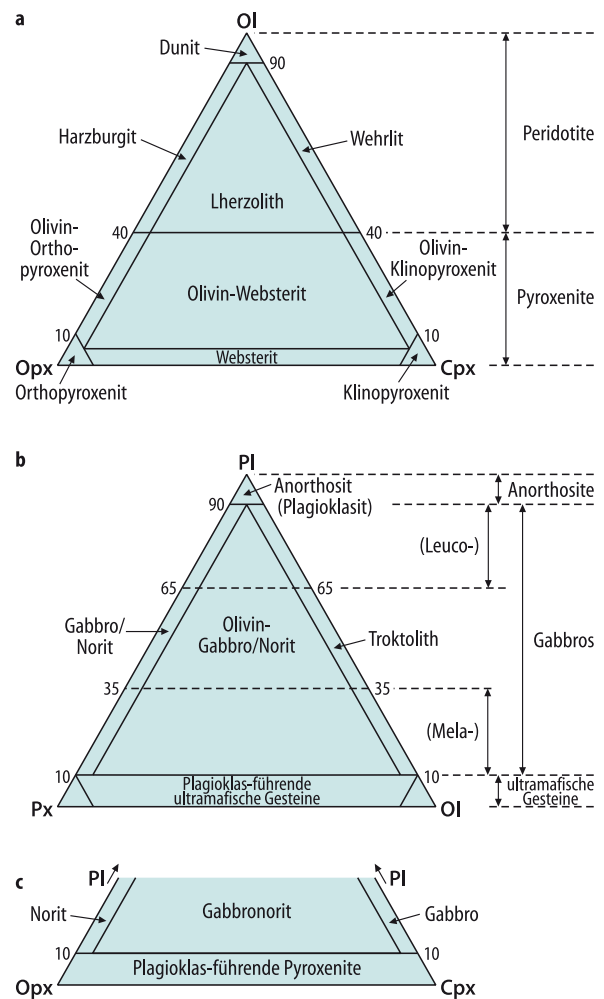 a
Ol
Dunit
90
Harzburgit
Wehrlit
Peridotite
Lherzolith
40
40
Olivin-
Ortho-
pyroxenit
Olivin-
Klinopyroxenit
Olivin-Websterit
Pyroxenite
10
10
Websterit
Opx
Cpx
Orthopyroxenit
Klinopyroxenit
b
Pl
Anorthosit
(Plagioklasit)
90
Anorthosite
(Leuco-)
65
65
Gabbro/
Norit
Olivin-
Gabbro/Norit
Troktolith
Gabbros
35
35
(Mela-)
10
10
Plagioklas-führende
ultramafische Gesteine
ultramafische
Gesteine
Px
Ol
c
Pl
Pl
Norit
Gabbronorit
Gabbro
10
10
Plagioklas-führende Pyroxenite
Opx
Cpx